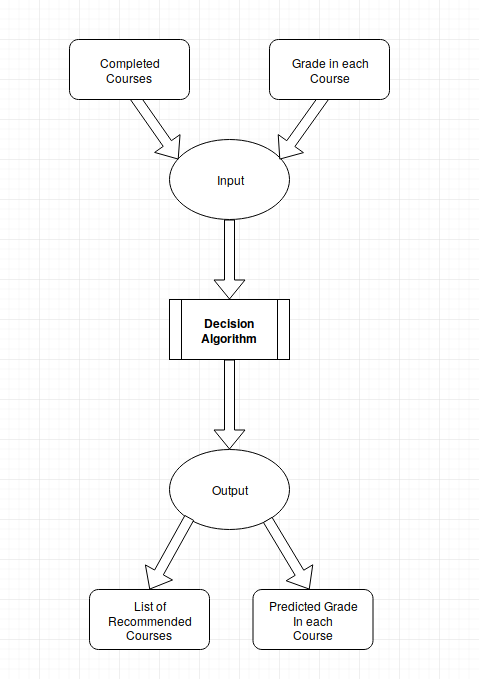 Completed
Courses
Grade in each
Course
Input
Decision
Algorithm
Output
List of
Recommended
Courses
Predicted Grade
In each
Course